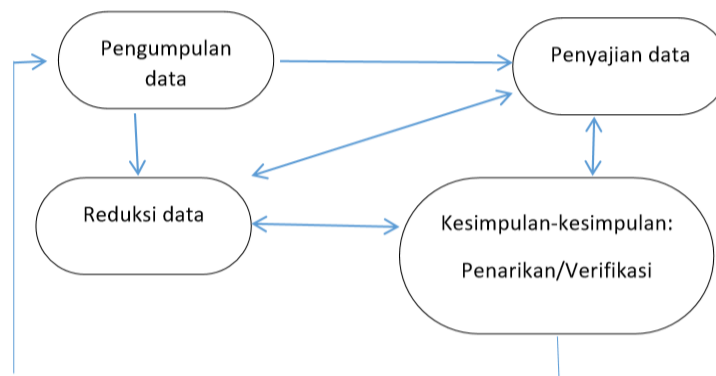 Pengumpulan
data
Penyajian data
Reduksi data
Kesimpulan-kesimpulan:
Penarikan/Verifikasi